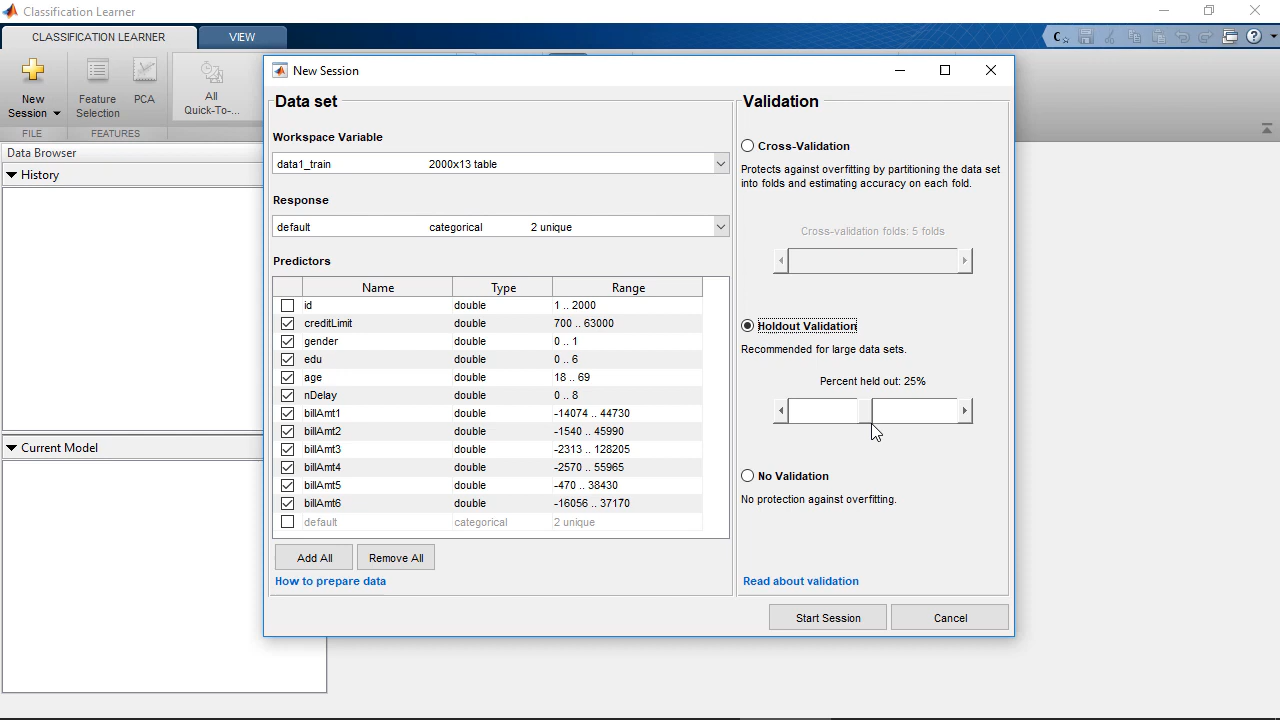 Classification Learner
CLASSIFICATION LEARNER
VIEW
New
Session
FILE
Feature
Selection
PCA
FEATURES
All
Quick-To-...
Data Browser
History
Current Model
New Session
Data set
Workspace Variable
data1_train 2000x13 table
Response
default categorical 2 unique
Predictors
Name Type Range
id double 1 .. 2000
creditLimit double 700 .. 63000
gender double 0 .. 1
edu double 0 .. 6
age double 18 .. 69
nDelay double 0 .. 8
billAmt1 double -14074 .. 44730
billAmt2 double -1540 .. 45990
billAmt3 double -2313 .. 128205
billAmt4 double -2570 .. 55965
billAmt5 double -470 .. 38430
billAmt6 double -16056 .. 37170
default categorical 2 unique
Add All Remove All
How to prepare data
Validation
Cross-Validation
Protects against overfitting by partitioning the data set
into folds and estimating accuracy on each fold.
Cross-validation folds: 5 folds
Holdout Validation
Recommended for large data sets.
Percent held out: 25%
No Validation
No protection against overfitting.
Read about validation
Start Session Cancel